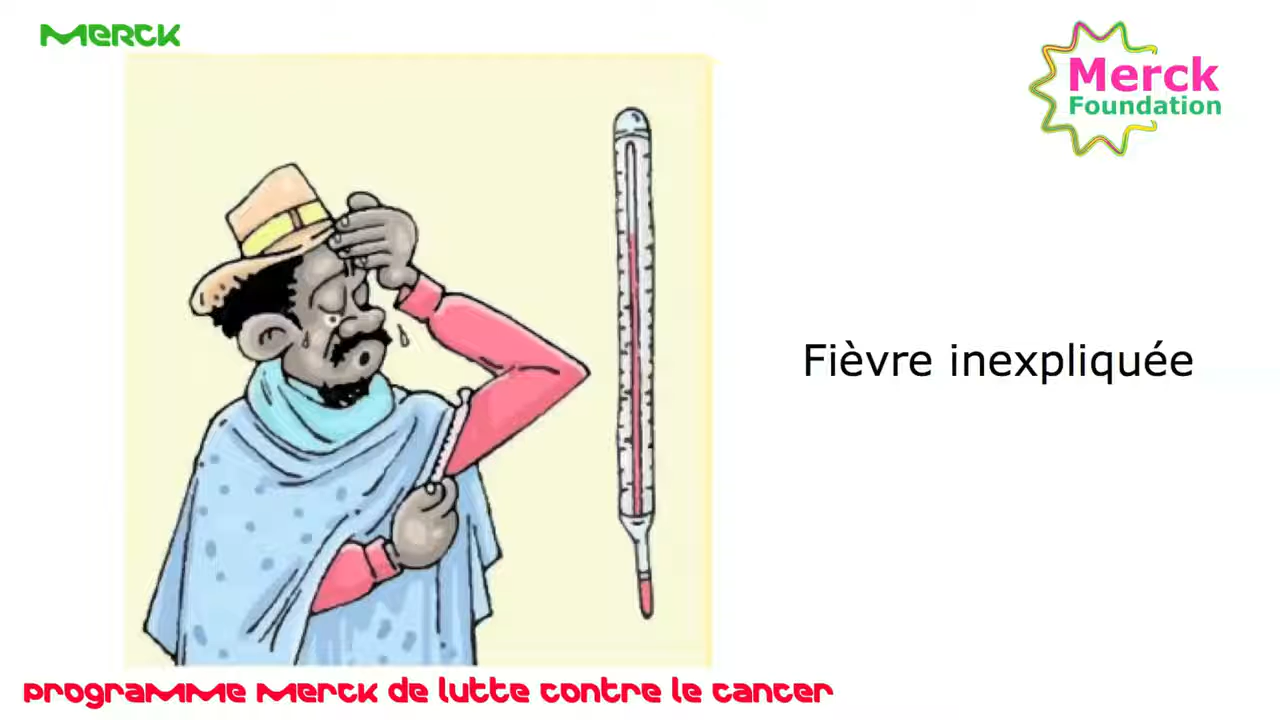 MERCK
Merck
Foundation
Fièvre inexpliquée
Programme Merck de lutte contre le cancer